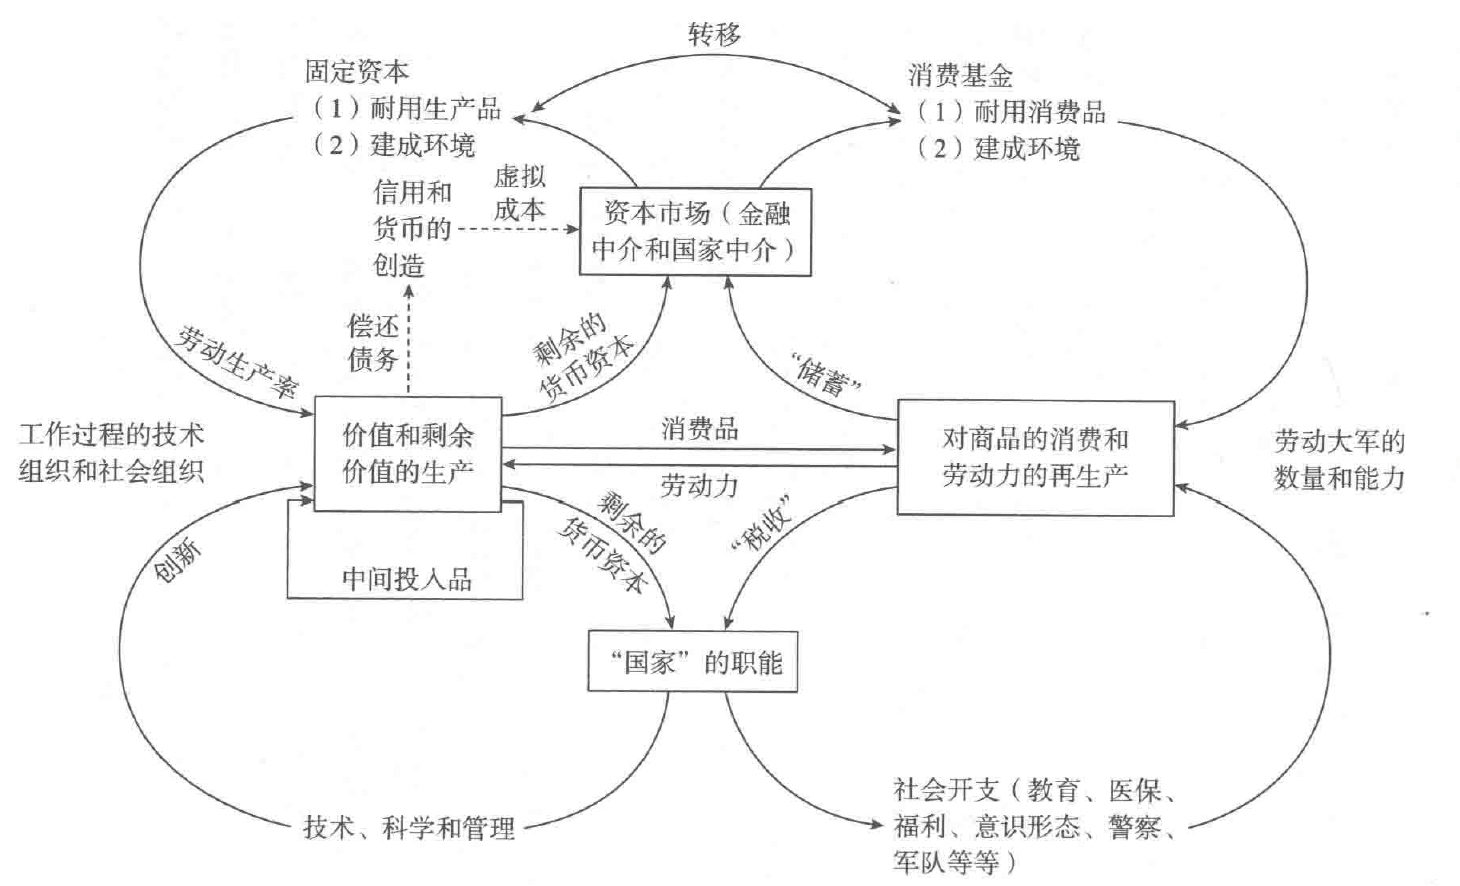 转移
固定资本
（1）耐用生产品
（2）建成环境
消费基金
（1）耐用消费品
（2）建成环境
信用和
货币的
创造
虚拟
成本
资本市场（金融
中介和国家中介）
偿还
债务
劳动生产率
剩余的
货币资本
“储蓄”
工作过程的技术
组织和社会组织
价值和剩余
价值的生产
消费品
劳动力
对商品的消费和
劳动力的再生产
劳动大军的
数量和能力
创新
中间投入品
剩余的
货币资本
“税收”
“国家”的职能
技术、科学和管理
社会开支（教育、医保、
福利、意识形态、警察、
军队等等）